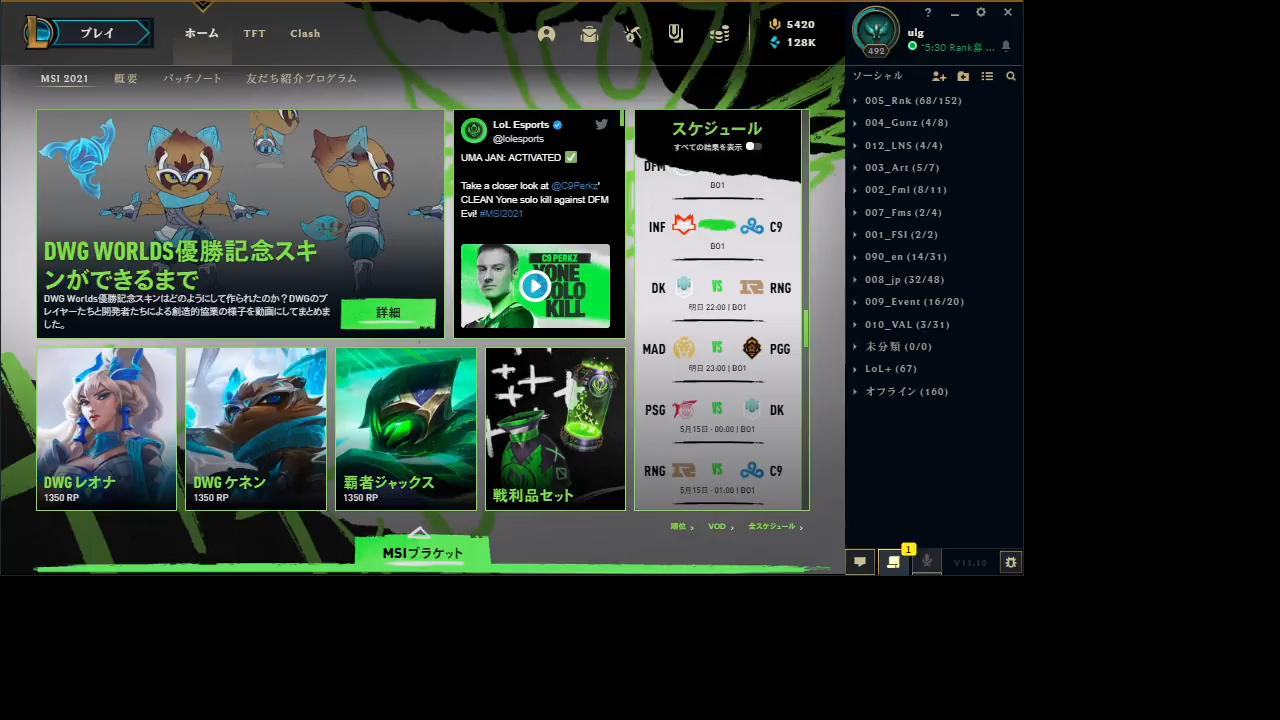 プレイ
ホーム
TFT
Clash
5420
128K
492
ulg
~5:30 Rank募 ...
MSI 2021
概要
パッチノート
友だち紹介プログラム
DWG WORLDS優勝記念スキ
ンができるまで
DWG Worlds優勝記念スキンはどのようにして作られたのか？DWGのプ
レイヤーたちと開発者たちによる創造的協業の様子を動画にしてまとめま
した。
詳細
LoL Esports
@lolesports
UMA JAN: ACTIVATED ✅
Take a closer look at @C9Perkz'
CLEAN Yone solo kill against DFM
Evi! #MSI2021
C9 PERKZ
YONE
SOLO
KILL
スケジュール
すべての結果を表示
DFM
BO1
INF
C9
BO1
DK VS RNG
明日 22:00 | BO1
MAD VS PGG
明日 23:00 | BO1
PSG VS DK
5月15日 - 00:00 | BO1
RNG VS C9
5月15日 - 01:00 | BO1
順位
VOD
全スケジュール
DWG レオナ
1350 RP
DWG ケネン
1350 RP
覇者ジャックス
1350 RP
戦利品セット
MSIブラケット
ソーシャル
005_Rnk (68/152)
004_Gunz (4/8)
012_LNS (4/4)
003_Art (5/7)
002_Fml (8/11)
007_Fms (2/4)
001_FSI (2/2)
090_en (14/31)
008_jp (32/48)
009_Event (16/20)
010_VAL (3/31)
未分類 (0/0)
LoL+ (67)
オフライン (160)
1
V11.10